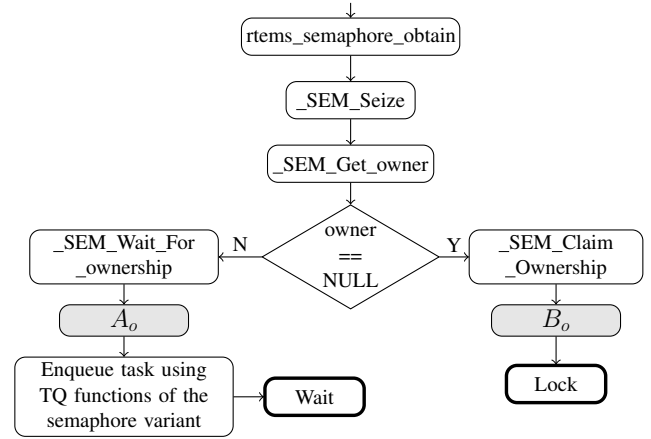 rtems_semaphore_obtain
_SEM_Seize
_SEM_Get_owner
owner
==
NULL
N
Y
_SEM_Wait_For
_ownership
_SEM_Claim
_Ownership
A_o
B_o
Enqueue task using
TQ functions of the
semaphore variant
Wait
Lock